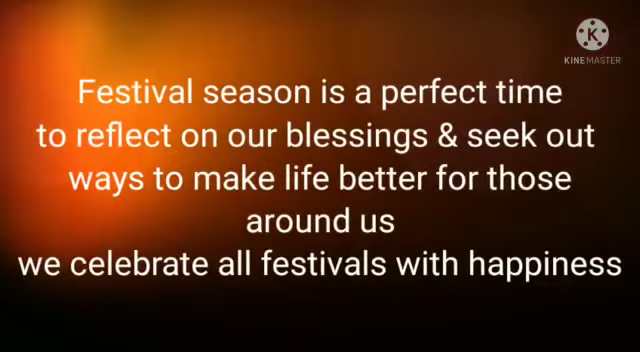 K
KINEMASTER
Festival season is a perfect time
to reflect on our blessings & seek out
ways to make life better for those
around us
we celebrate all festivals with happiness